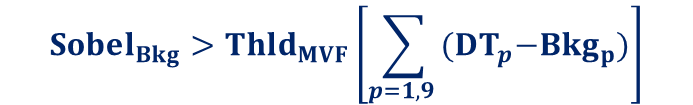 Sobel_Bkg > Thld_MVF [ ∑_{p=1,9} (DT_p−Bkg_p) ]